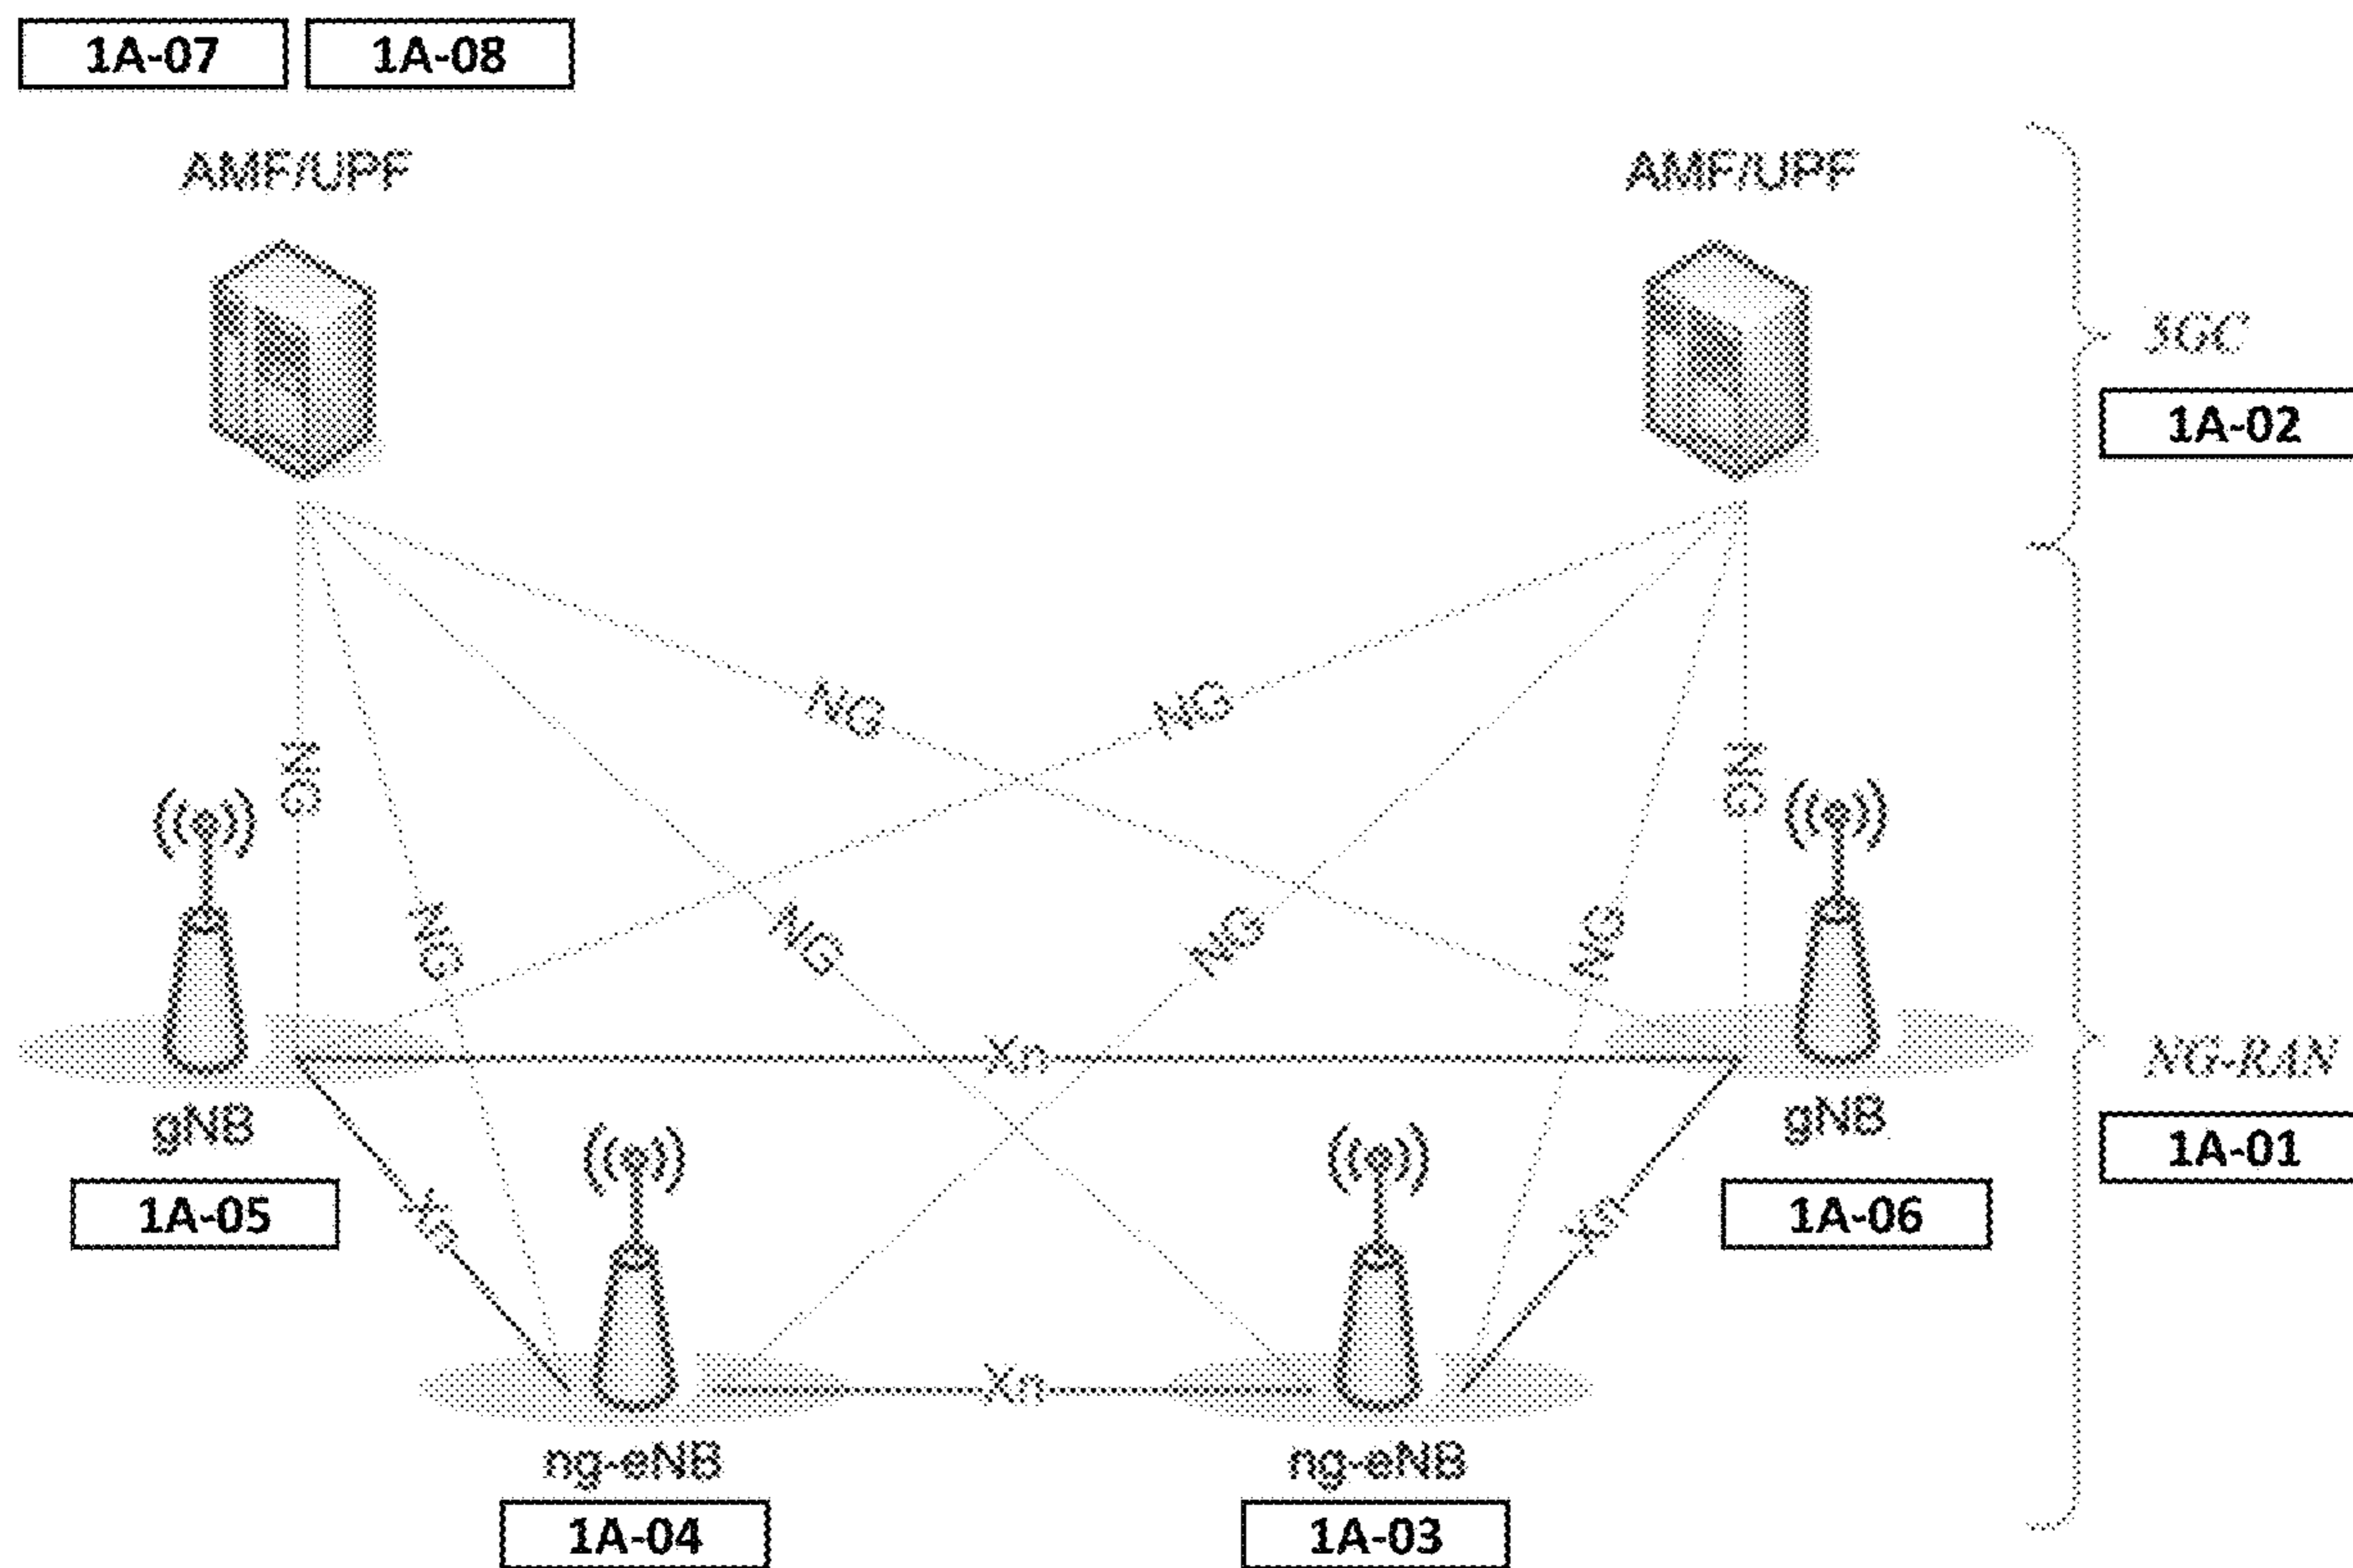 1A-07 1A-08
AMF/UPF AMF/UPF
5GC
1A-02
NG NG
NG NG
NG NG NG NG
Xn
gNB gNB
NG-RAN
1A-01
1A-05 1A-06
Xn Xn
Xn
ng-eNB ng-eNB
1A-04 1A-03